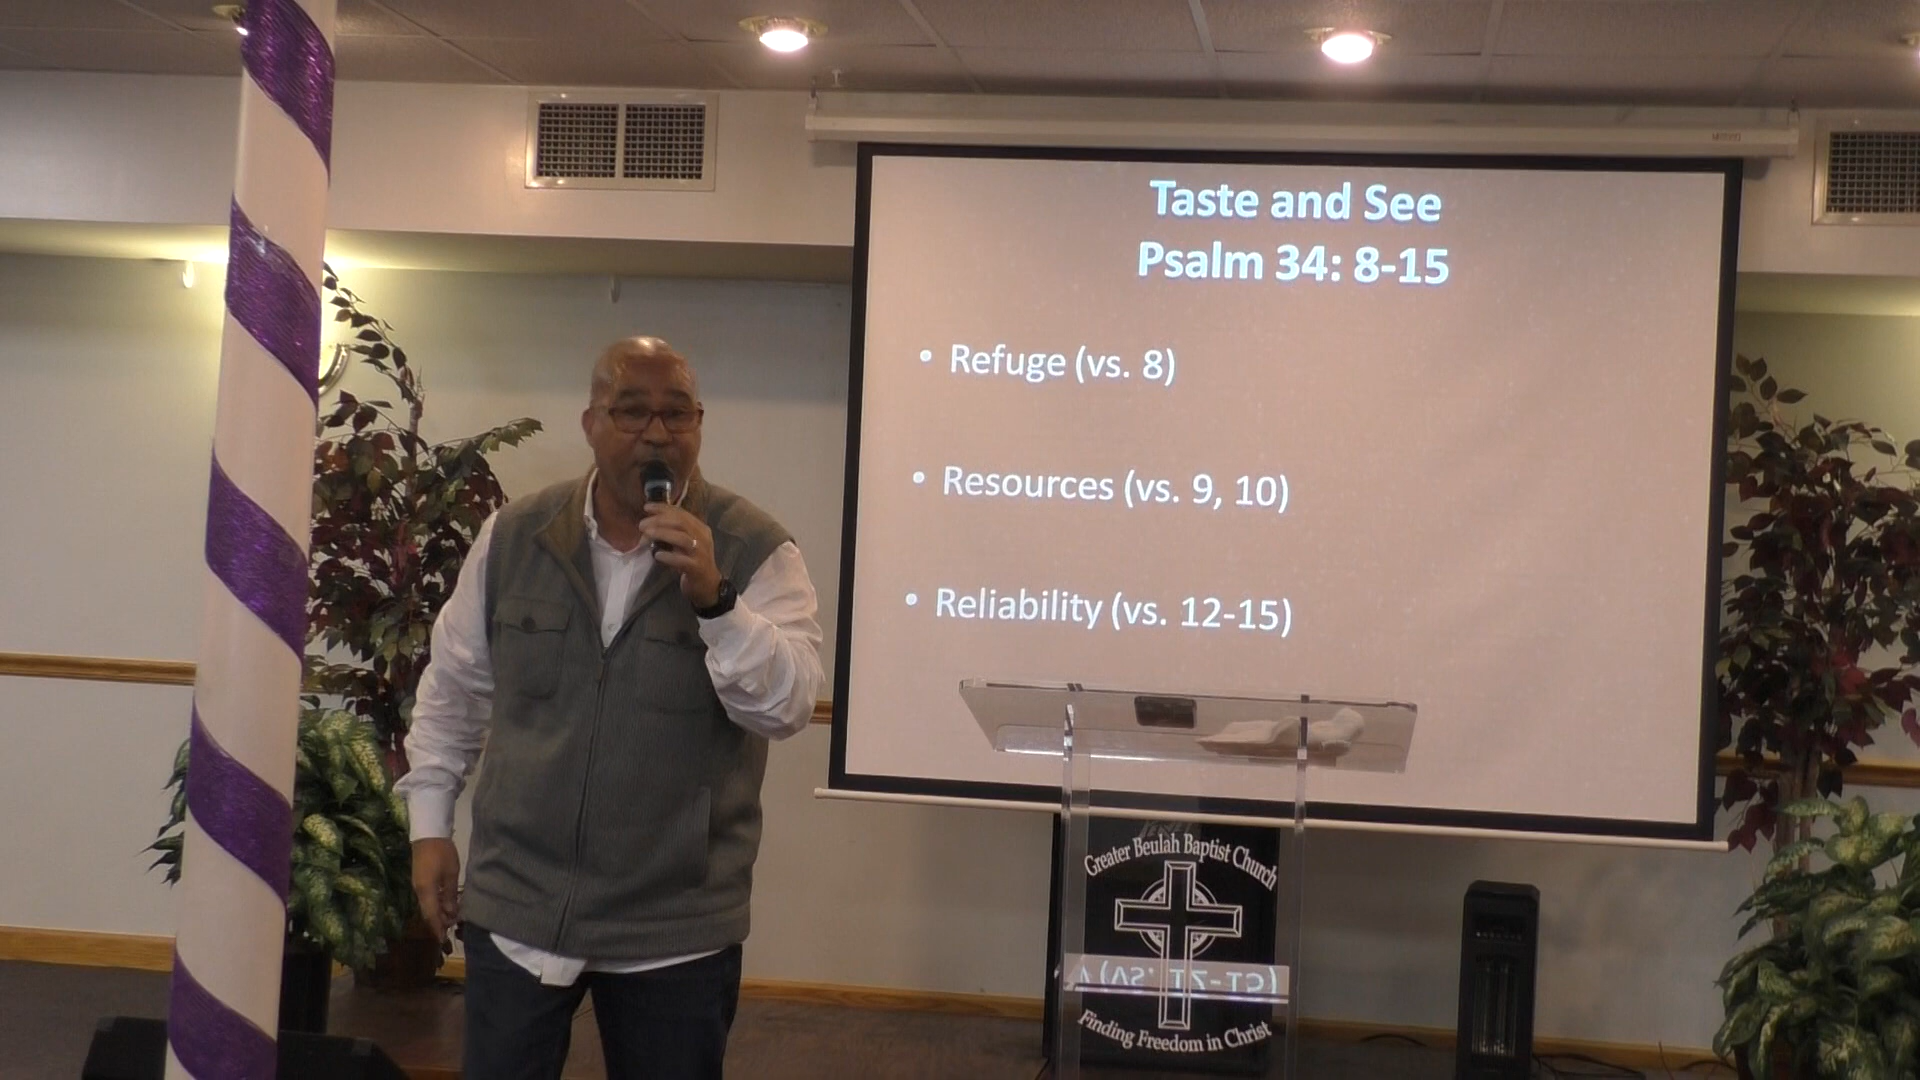 Taste and See
Psalm 34: 8-15
• Refuge (vs. 8)
• Resources (vs. 9, 10)
• Reliability (vs. 12-15)
Greater Beulah Baptist Church
Finding Freedom in Christ